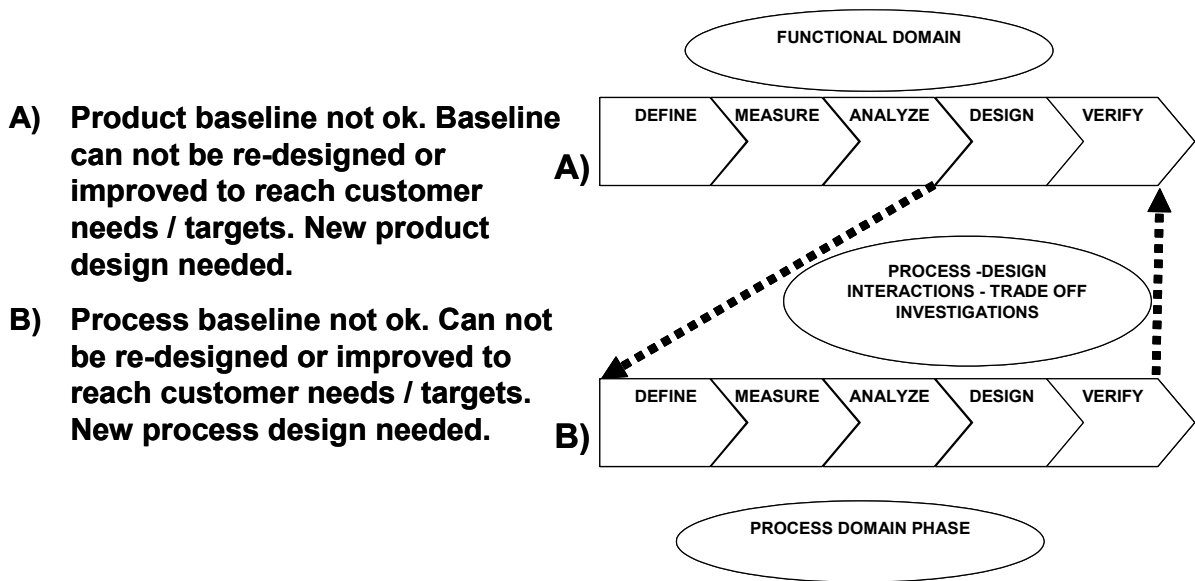 A) Product baseline not ok. Baseline
can not be re-designed or
improved to reach customer
needs / targets. New product
design needed.
B) Process baseline not ok. Can not
be re-designed or improved to
reach customer needs / targets.
New process design needed.
FUNCTIONAL DOMAIN
A)
DEFINE MEASURE ANALYZE DESIGN VERIFY
PROCESS -DESIGN
INTERACTIONS - TRADE OFF
INVESTIGATIONS
B)
DEFINE MEASURE ANALYZE DESIGN VERIFY
PROCESS DOMAIN PHASE